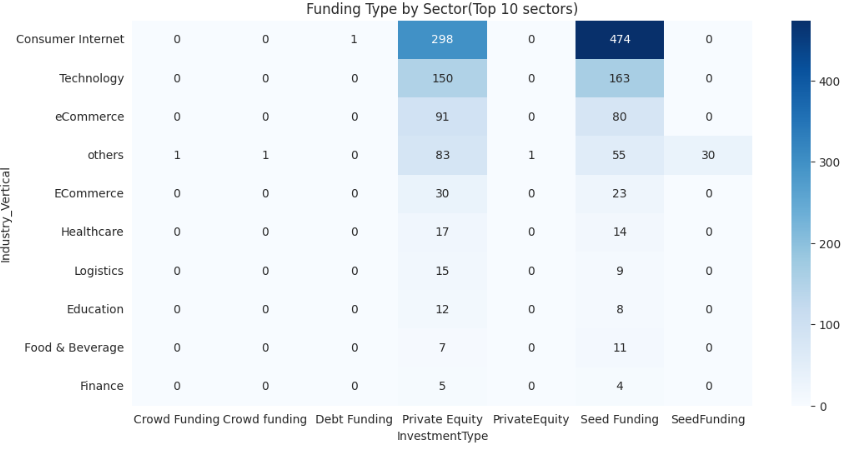 Funding Type by Sector(Top 10 sectors)
Industry_Vertical
Consumer Internet 0 0 1 298 0 474 0
Technology 0 0 0 150 0 163 0
eCommerce 0 0 0 91 0 80 0
others 1 1 0 83 1 55 30
ECommerce 0 0 0 30 0 23 0
Healthcare 0 0 0 17 0 14 0
Logistics 0 0 0 15 0 9 0
Education 0 0 0 12 0 8 0
Food & Beverage 0 0 0 7 0 11 0
Finance 0 0 0 5 0 4 0
Crowd Funding Crowd funding Debt Funding Private Equity PrivateEquity Seed Funding SeedFunding
InvestmentType
400
300
200
100
0